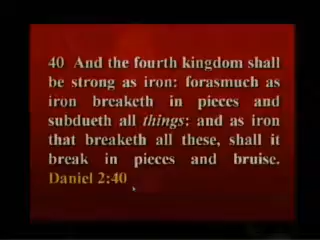 40 And the fourth kingdom shall
be strong as iron: forasmuch as
iron breaketh in pieces and
subdueth all things: and as iron
that breaketh all these, shall it
break in pieces and bruise.
Daniel 2:40